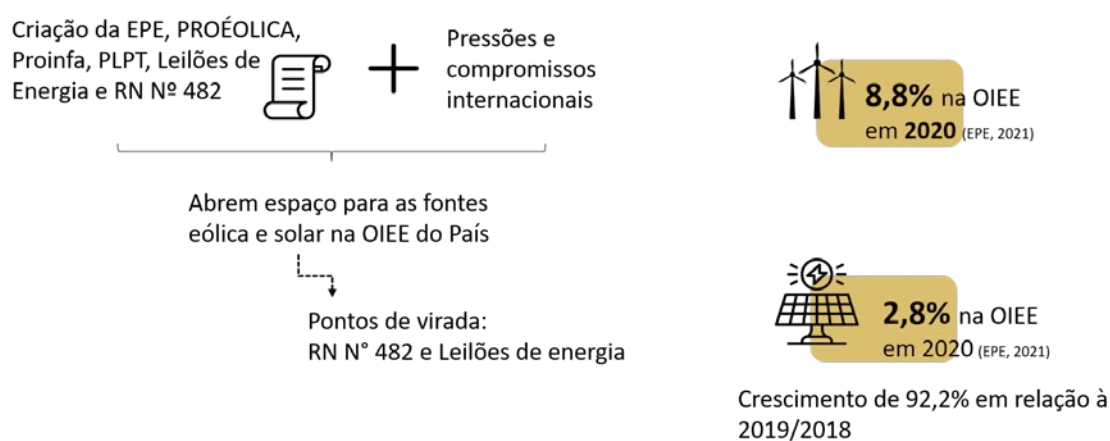 Criação da EPE, PROÉOLICA,
Proinfa, PLPT, Leilões de
Energia e RN Nº 482
Pressões e
compromissos
internacionais
Abrem espaço para as fontes
eólica e solar na OIEE do País
Pontos de virada:
RN N° 482 e Leilões de energia
8,8% na OIEE
em 2020 (EPE, 2021)
2,8% na OIEE
em 2020 (EPE, 2021)
Crescimento de 92,2% em relação à
2019/2018